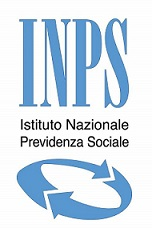 INPS
Istituto Nazionale
Previdenza Sociale